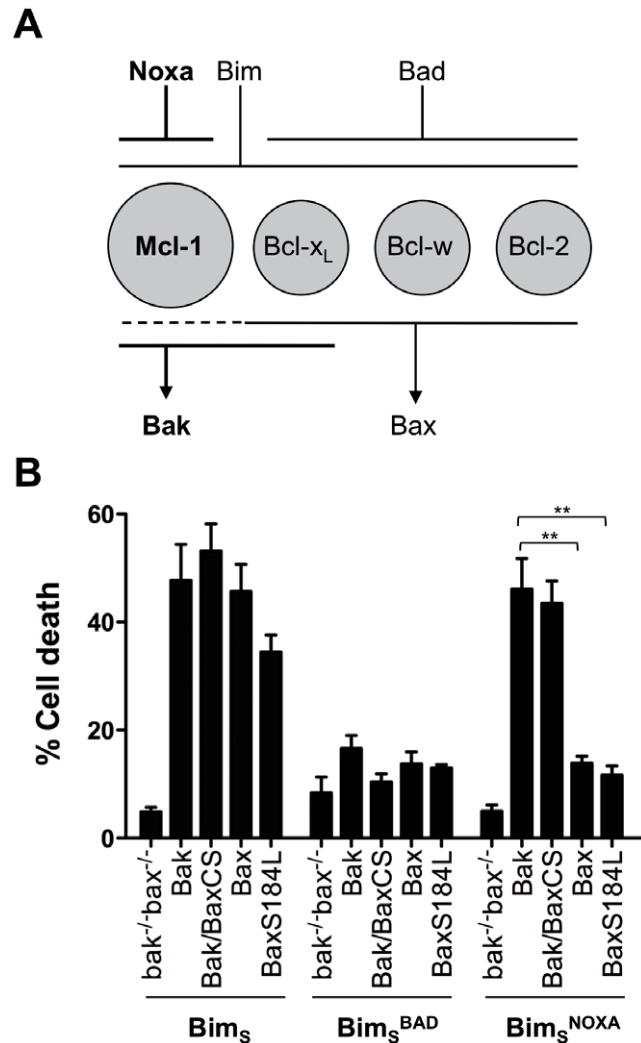 A
Noxa Bim Bad
Mcl-1 Bcl-xL Bcl-w Bcl-2
Bak Bax
B
% Cell death
60
40
20
0
** 
**
bak-/-bax-/- Bak Bak/BaxCS Bax BaxS184L bak-/-bax-/- Bak Bak/BaxCS Bax BaxS184L bak-/-bax-/- Bak Bak/BaxCS Bax BaxS184L
BimS BimSBAD BimSNOXA